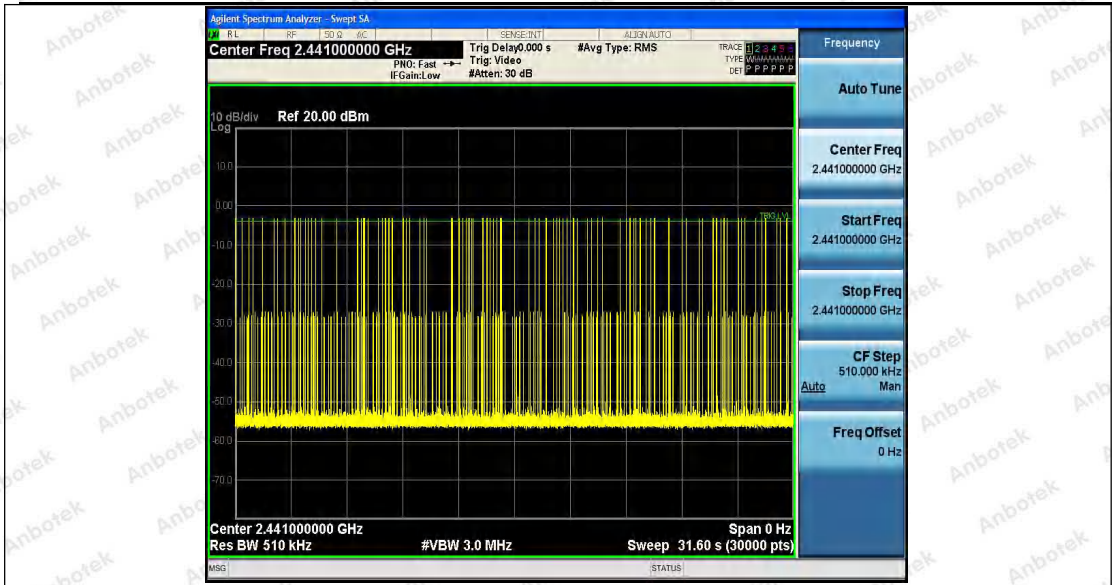 Agilent Spectrum Analyzer - Swept SA
RL RF 50 Ω AC SENSE:INT ALIGN AUTO
Center Freq 2.441000000 GHz
PNO: Fast
IFGain:Low
Trig Delay0.000 s
Trig: Video
#Atten: 30 dB
#Avg Type: RMS
TRACE 1 2 3 4 5 6
TYPE
DET P P P P P P
10 dB/div Ref 20.00 dBm
Log
10.0
0.00
TRIG LVL
-10.0
-20.0
-30.0
-40.0
-50.0
-60.0
-70.0
Center 2.441000000 GHz Span 0 Hz
Res BW 510 kHz #VBW 3.0 MHz Sweep 31.60 s (30000 pts)
MSG STATUS
Frequency
Auto Tune
Center Freq
2.441000000 GHz
Start Freq
2.441000000 GHz
Stop Freq
2.441000000 GHz
CF Step
510.000 kHz
Auto Man
Freq Offset
0 Hz
Anbotek